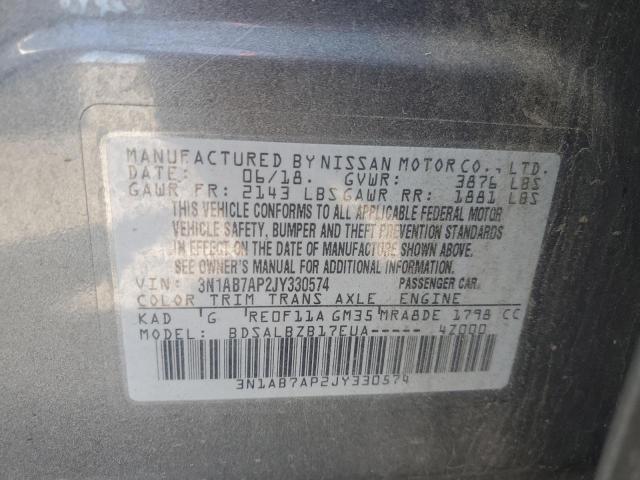 MANUFACTURED BY NISSAN MOTOR CO., LTD.
DATE: 06/18. GVWR: 3876 LBS
GAWR FR: 2143 LBS GAWR RR: 1881 LBS
THIS VEHICLE CONFORMS TO ALL APPLICABLE FEDERAL MOTOR
VEHICLE SAFETY, BUMPER AND THEFT PREVENTION STANDARDS
IN EFFECT ON THE DATE OF MANUFACTURE SHOWN ABOVE.
SEE OWNER'S MANUAL FOR ADDITIONAL INFORMATION.
VIN: 3N1AB7AP2JY330574 PASSENGER CAR.
COLOR TRIM TRANS AXLE ENGINE
KAD G RE0F11A GM35 MRA8DE 1798 CC
MODEL: BDSALBZB17EUA----- 4Z000
3N1AB7AP2JY330574